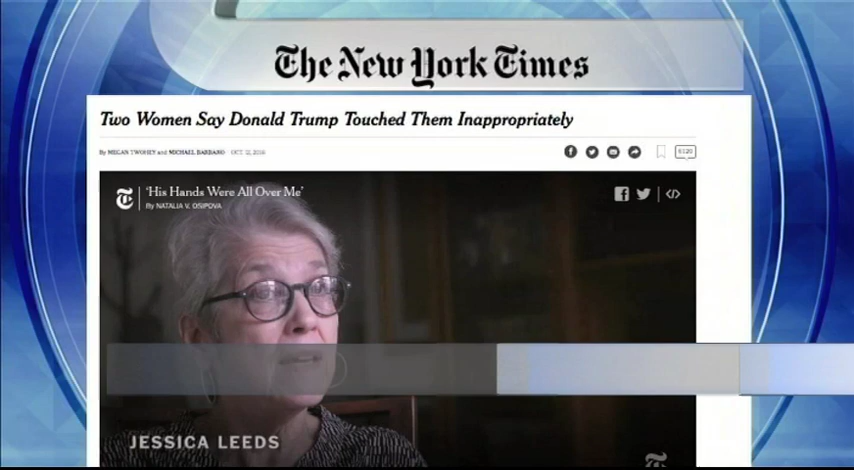 The New York Times
Two Women Say Donald Trump Touched Them Inappropriately
By MEGAN TWOHEY and MICHAEL BARBARO OCT. 12, 2016
6120
'His Hands Were All Over Me'
By NATALIA V. OSIPOVA
JESSICA LEEDS